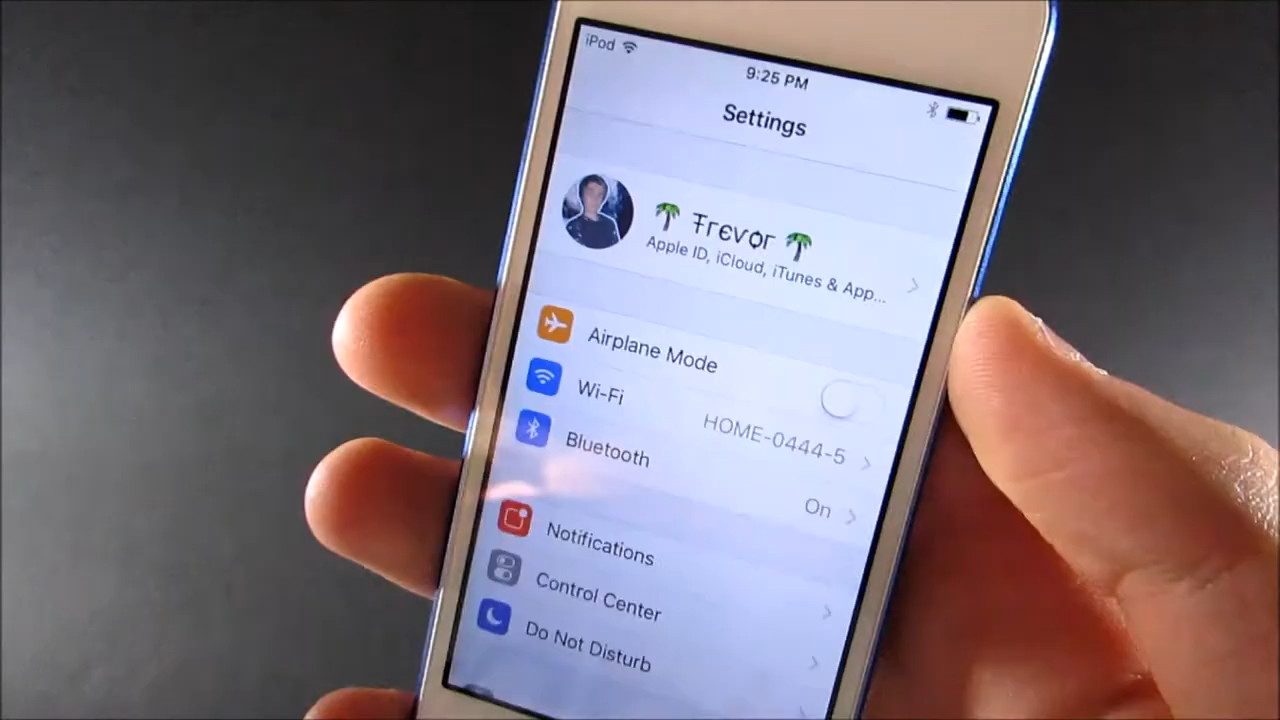 iPod
9:25 PM
Settings
🌴 Ŧrєvọr 🌴
Apple ID, iCloud, iTunes & App...
Airplane Mode
Wi-Fi HOME-0444-5
Bluetooth On
Notifications
Control Center
Do Not Disturb